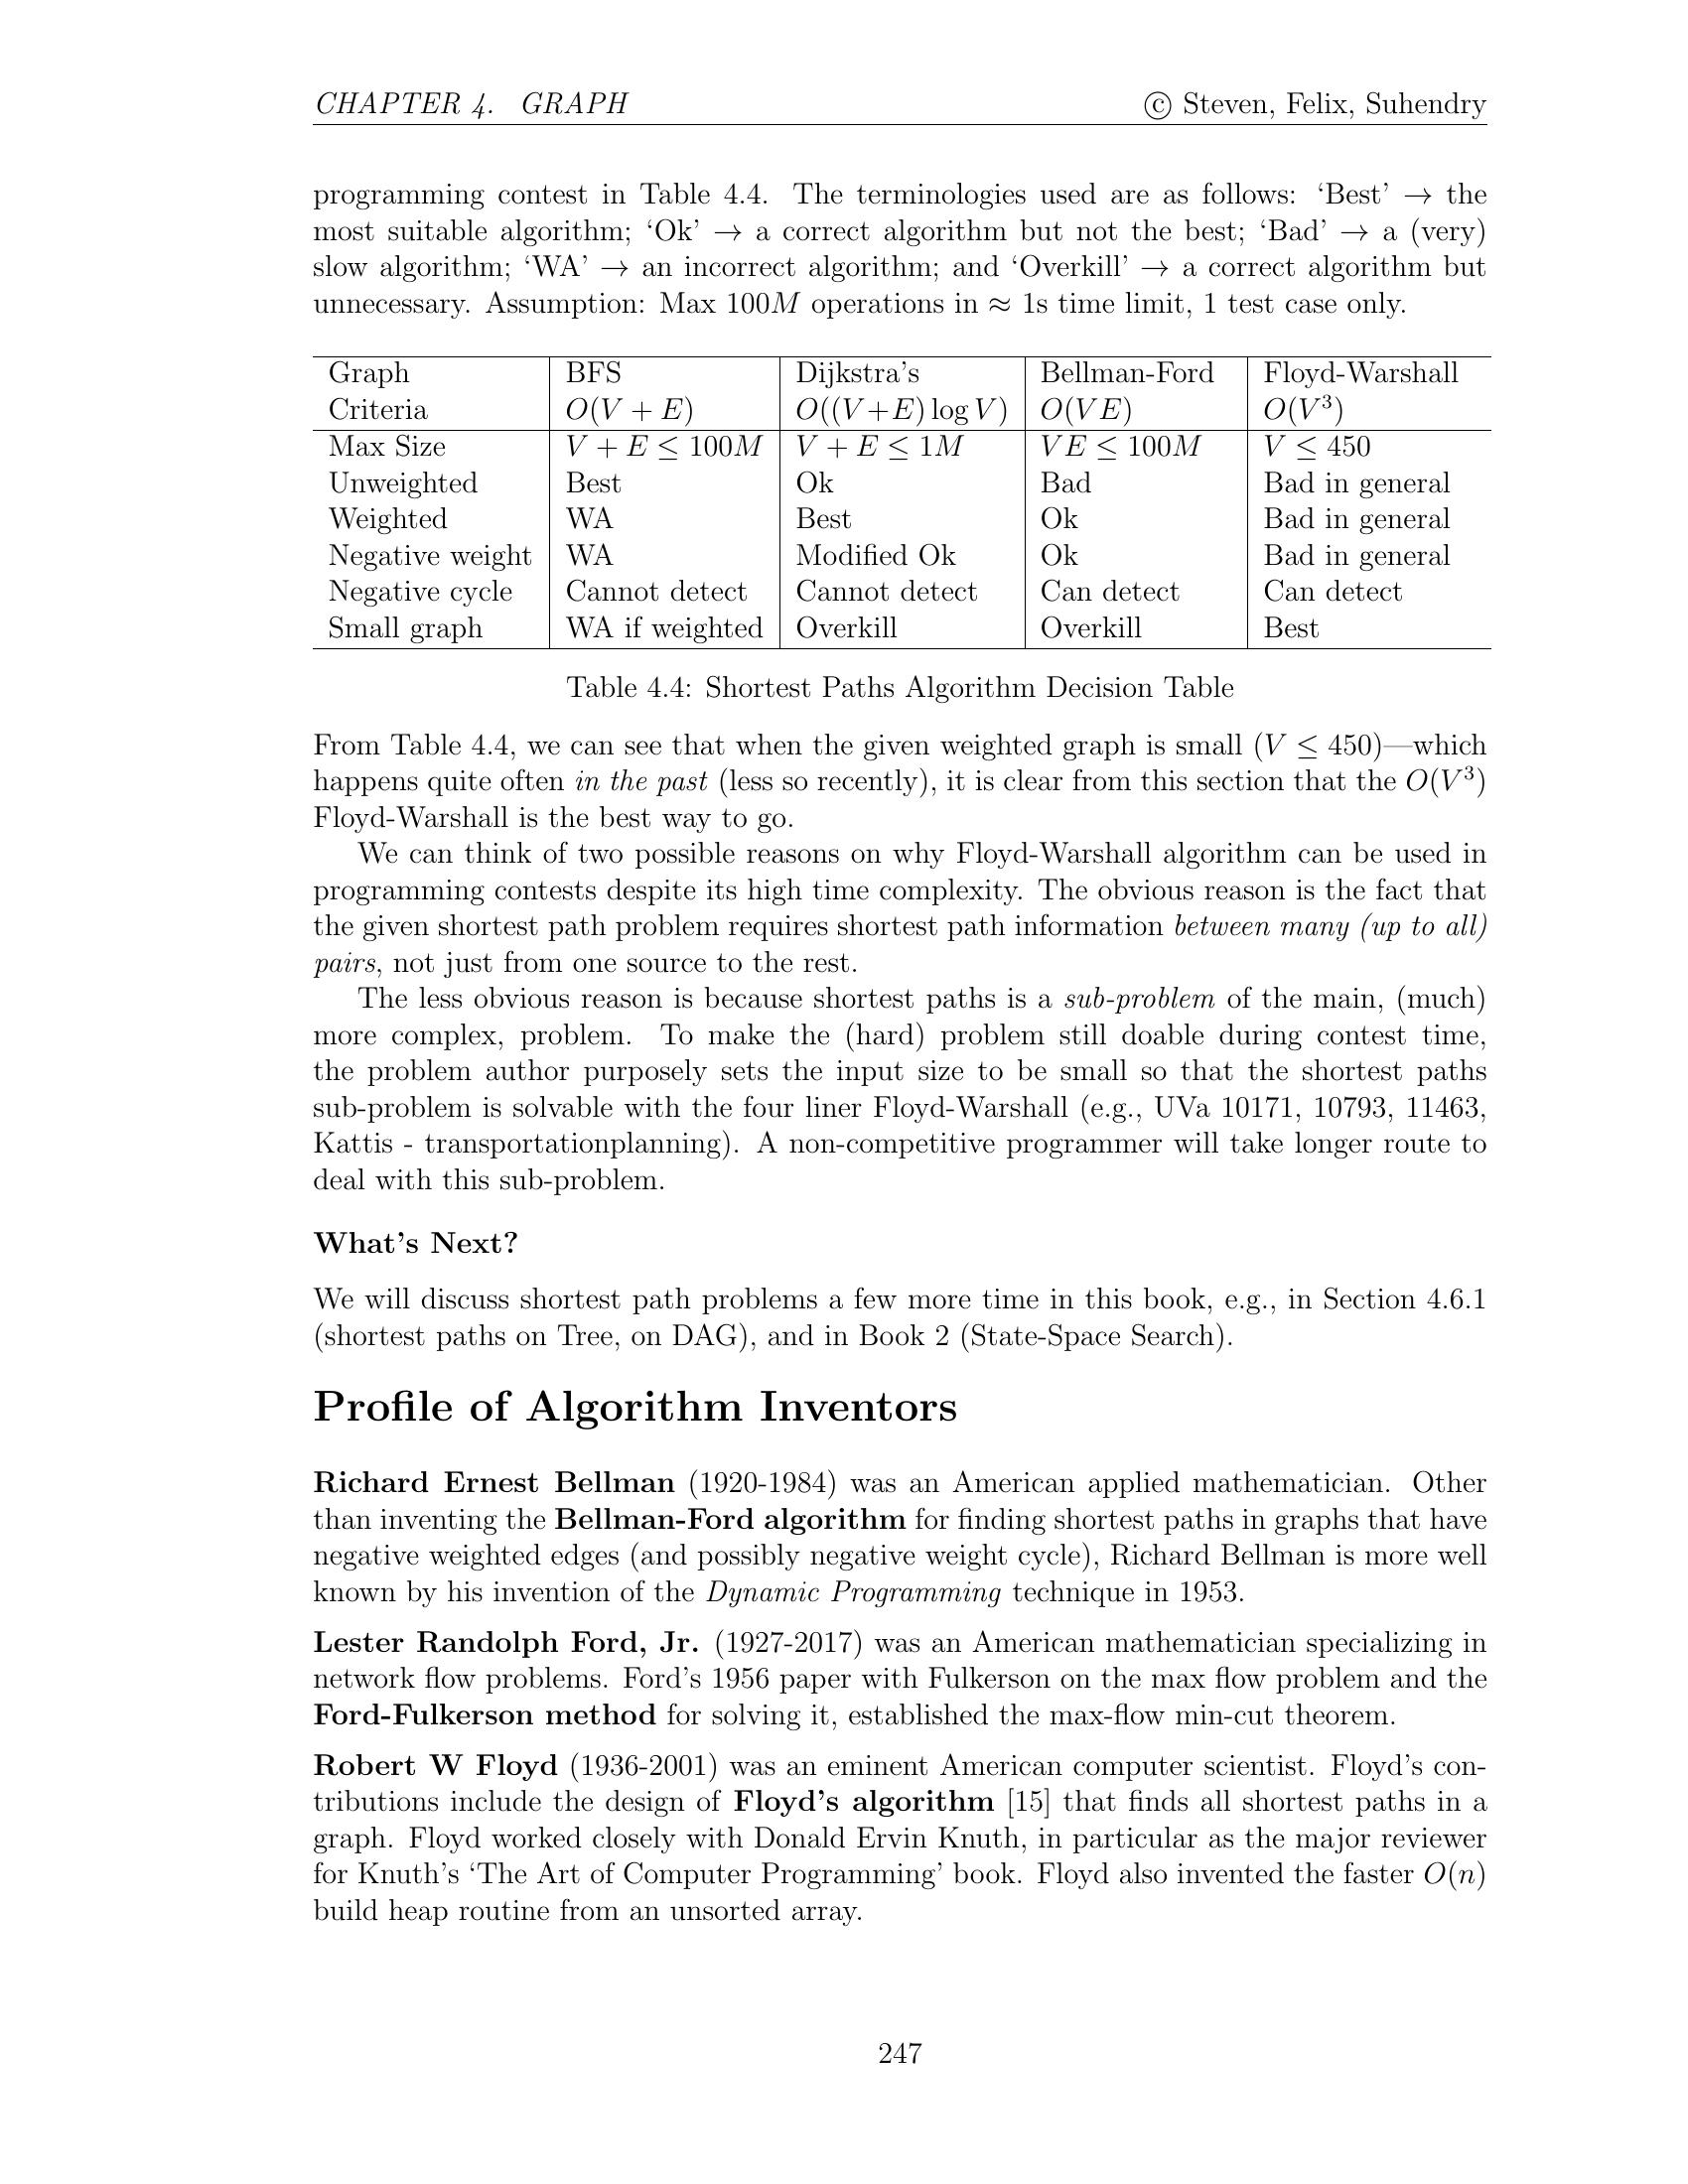 CHAPTER 4. GRAPH © Steven, Felix, Suhendry
programming contest in Table 4.4. The terminologies used are as follows: ‘Best’ → the
most suitable algorithm; ‘Ok’ → a correct algorithm but not the best; ‘Bad’ → a (very)
slow algorithm; ‘WA’ → an incorrect algorithm; and ‘Overkill’ → a correct algorithm but
unnecessary. Assumption: Max 100M operations in ≈ 1s time limit, 1 test case only.
Graph BFS Dijkstra’s Bellman-Ford Floyd-Warshall
Criteria O(V + E) O((V+E) log V) O(VE) O(V³)
Max Size V + E ≤ 100M V + E ≤ 1M VE ≤ 100M V ≤ 450
Unweighted Best Ok Bad Bad in general
Weighted WA Best Ok Bad in general
Negative weight WA Modified Ok Ok Bad in general
Negative cycle Cannot detect Cannot detect Can detect Can detect
Small graph WA if weighted Overkill Overkill Best
Table 4.4: Shortest Paths Algorithm Decision Table
From Table 4.4, we can see that when the given weighted graph is small (V ≤ 450)—which
happens quite often in the past (less so recently), it is clear from this section that the O(V³)
Floyd-Warshall is the best way to go.
We can think of two possible reasons on why Floyd-Warshall algorithm can be used in
programming contests despite its high time complexity. The obvious reason is the fact that
the given shortest path problem requires shortest path information between many (up to all)
pairs, not just from one source to the rest.
The less obvious reason is because shortest paths is a sub-problem of the main, (much)
more complex, problem. To make the (hard) problem still doable during contest time,
the problem author purposely sets the input size to be small so that the shortest paths
sub-problem is solvable with the four liner Floyd-Warshall (e.g., UVa 10171, 10793, 11463,
Kattis - transportationplanning). A non-competitive programmer will take longer route to
deal with this sub-problem.
What’s Next?
We will discuss shortest path problems a few more time in this book, e.g., in Section 4.6.1
(shortest paths on Tree, on DAG), and in Book 2 (State-Space Search).
Profile of Algorithm Inventors
Richard Ernest Bellman (1920-1984) was an American applied mathematician. Other
than inventing the Bellman-Ford algorithm for finding shortest paths in graphs that have
negative weighted edges (and possibly negative weight cycle), Richard Bellman is more well
known by his invention of the Dynamic Programming technique in 1953.
Lester Randolph Ford, Jr. (1927-2017) was an American mathematician specializing in
network flow problems. Ford’s 1956 paper with Fulkerson on the max flow problem and the
Ford-Fulkerson method for solving it, established the max-flow min-cut theorem.
Robert W Floyd (1936-2001) was an eminent American computer scientist. Floyd’s con-
tributions include the design of Floyd’s algorithm [15] that finds all shortest paths in a
graph. Floyd worked closely with Donald Ervin Knuth, in particular as the major reviewer
for Knuth’s ‘The Art of Computer Programming’ book. Floyd also invented the faster O(n)
build heap routine from an unsorted array.
247